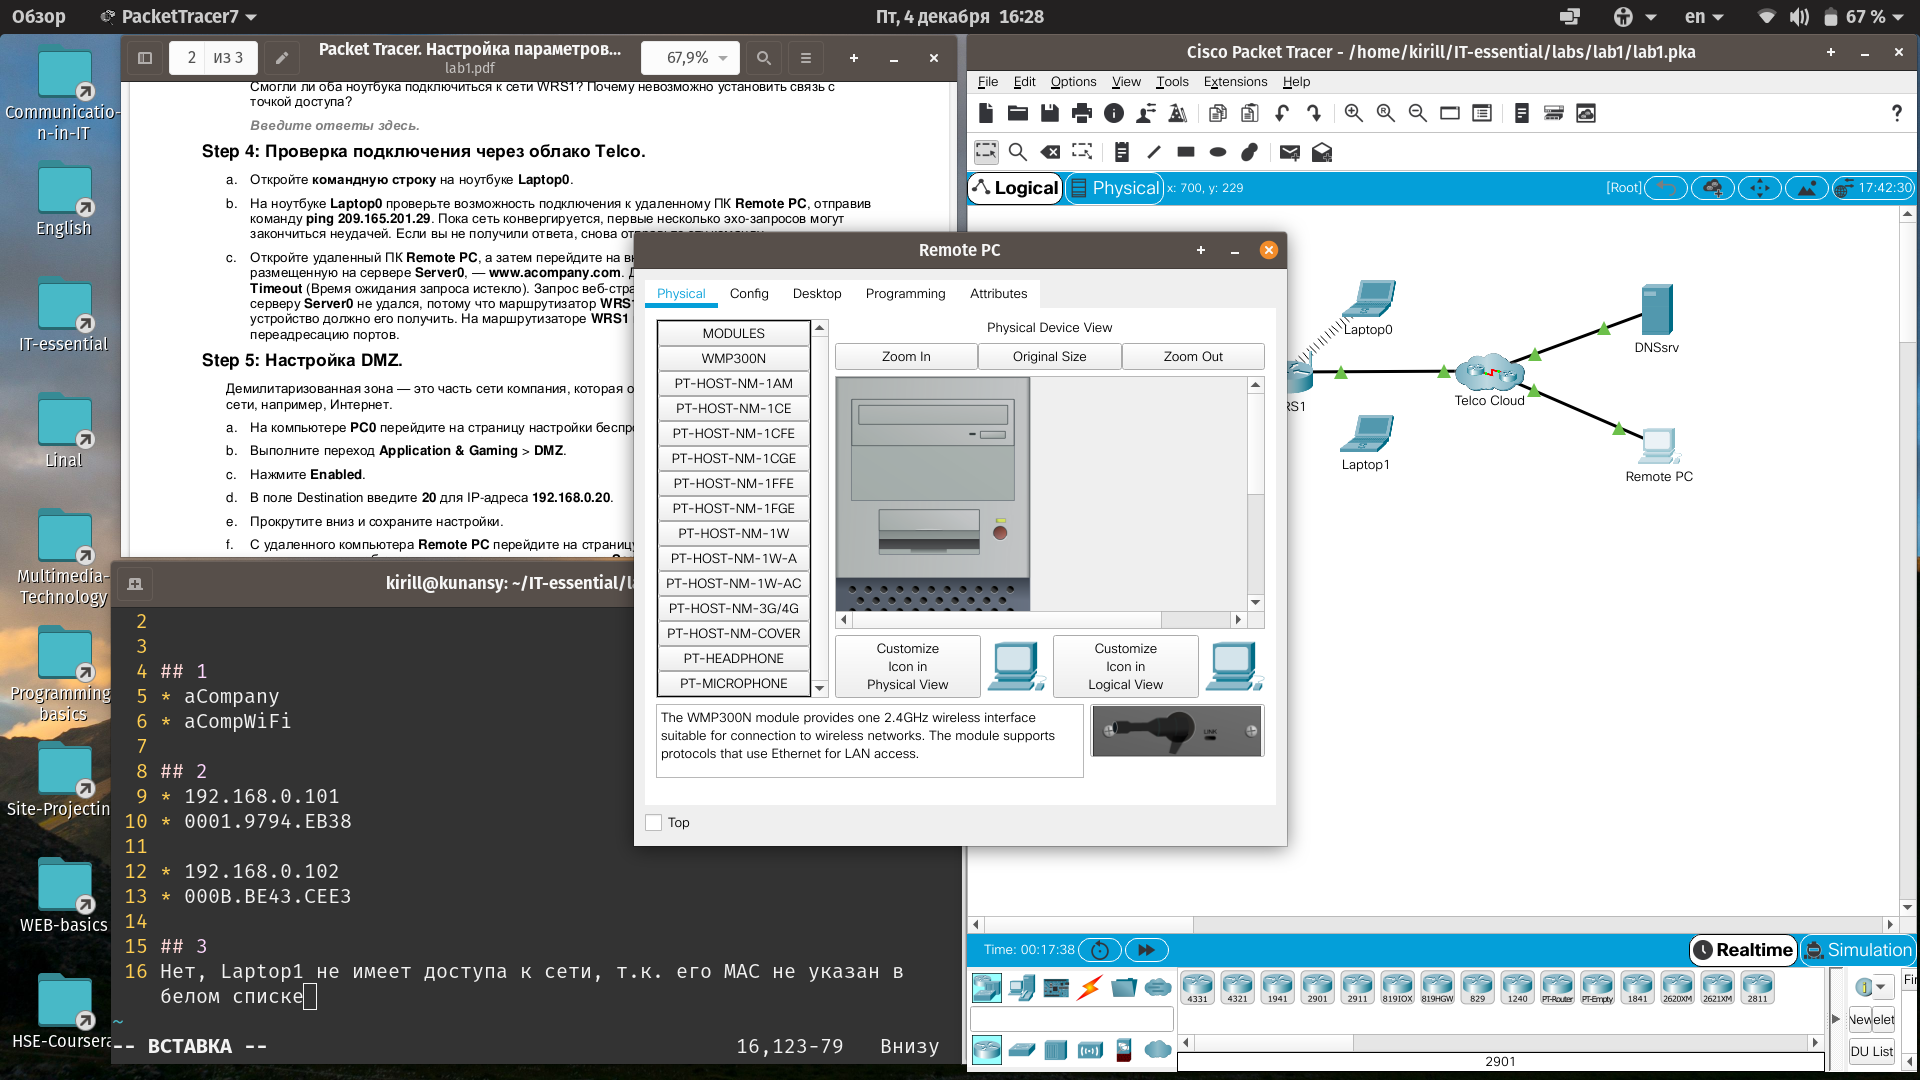 Обзор
PacketTracer7
Пт, 4 декабря 16:28
en
67 %
Communicatio-
n-in-IT
English
IT-essential
Linal
Multimedia-
Technology
Programming-
basics
Site-Projectin
WEB-basics
HSE-Coursera
2 из 3
Packet Tracer. Настройка параметров...
lab1.pdf
67,9%
Смогли ли оба ноутбука подключиться к сети WRS1? Почему невозможно установить связь с
точкой доступа?
Введите ответы здесь.
Step 4: Проверка подключения через облако Telco.
a. Откройте командную строку на ноутбуке Laptop0.
b. На ноутбуке Laptop0 проверьте возможность подключения к удаленному ПК Remote PC, отправив
команду ping 209.165.201.29. Пока сеть конвергируется, первые несколько эхо-запросов могут
закончиться неудачей. Если вы не получили ответа, снова
c. Откройте удаленный ПК Remote PC, а затем перейдите на
размещенную на сервере Server0, — www.acompany.com.
Timeout (Время ожидания запроса истекло). Запрос
серверу Server0 не удался, потому что маршрутизатор WRS1
устройство должно его получить. На маршрутизаторе WRS1
переадресацию портов.
Step 5: Настройка DMZ.
Демилитаризованная зона — это часть сети компания, которая
сети, например, Интернет.
a. На компьютере PC0 перейдите на страницу настройки
b. Выполните переход Application & Gaming > DMZ.
c. Нажмите Enabled.
d. В поле Destination введите 20 для IP-адреса 192.168.0.20.
e. Прокрутите вниз и сохраните настройки.
f. С удаленного компьютера Remote PC перейдите на страницу
kirill@kunansy: ~/IT-essential/la
2
3
4 ## 1
5 * aCompany
6 * aCompWiFi
7
8 ## 2
9 * 192.168.0.101
10 * 0001.9794.EB38
11
12 * 192.168.0.102
13 * 000B.BE43.CEE3
14
15 ## 3
16 Нет, Laptop1 не имеет доступа к сети, т.к. его MAC не указан в
белом списке
~
-- ВСТАВКА --
16,123-79 Внизу
Cisco Packet Tracer - /home/kirill/IT-essential/labs/lab1/lab1.pka
File Edit Options View Tools Extensions Help
Logical
Physical
x: 700, y: 229
[Root]
17:42:30
Laptop0
DNSsrv
RS1
Telco Cloud
Laptop1
Remote PC
Remote PC
Physical Config Desktop Programming Attributes
MODULES
WMP300N
PT-HOST-NM-1AM
PT-HOST-NM-1CE
PT-HOST-NM-1CFE
PT-HOST-NM-1CGE
PT-HOST-NM-1FFE
PT-HOST-NM-1FGE
PT-HOST-NM-1W
PT-HOST-NM-1W-A
PT-HOST-NM-1W-AC
PT-HOST-NM-3G/4G
PT-HOST-NM-COVER
PT-HEADPHONE
PT-MICROPHONE
Physical Device View
Zoom In Original Size Zoom Out
Customize
Icon in
Physical View
Customize
Icon in
Logical View
The WMP300N module provides one 2.4GHz wireless interface
suitable for connection to wireless networks. The module supports
protocols that use Ethernet for LAN access.
LINK
Top
Time: 00:17:38
Realtime
Simulation
4331 4321 1941 2901 2911 819IOX 819HGW 829 1240 PT-Router PT-Empty 1841 2620XM 2621XM 2811
2901
Fir
New
elet
DU List